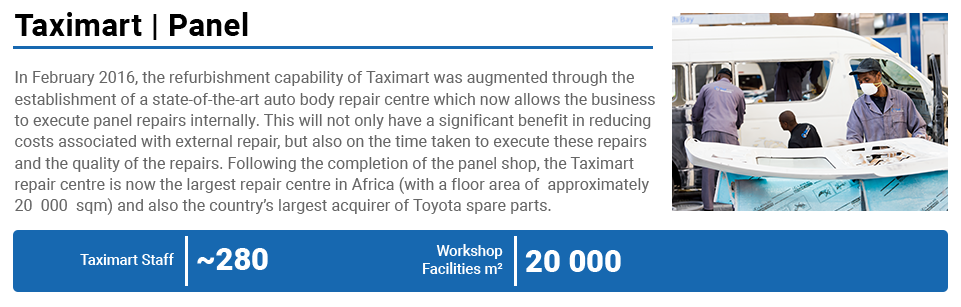 Taximart | Panel
In February 2016, the refurbishment capability of Taximart was augmented through the
establishment of a state-of-the-art auto body repair centre which now allows the business
to execute panel repairs internally. This will not only have a significant benefit in reducing
costs associated with external repair, but also on the time taken to execute these repairs
and the quality of the repairs. Following the completion of the panel shop, the Taximart
repair centre is now the largest repair centre in Africa (with a floor area of  approximately
20  000  sqm) and also the country’s largest acquirer of Toyota spare parts.
Bay
Taximart Staff
~280
Workshop
Facilities m²
20 000